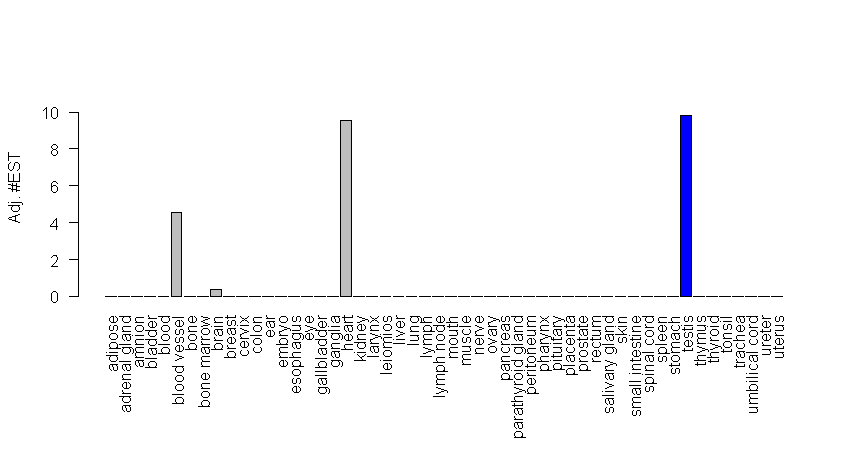 Adj. #EST
10
8
6
4
2
0
adipose
adrenal gland
amnion
bladder
blood
blood vessel
bone
bone marrow
brain
breast
cervix
colon
ear
embryo
esophagus
eye
gallbladder
ganglia
heart
kidney
larynx
leiomios
liver
lung
lymph
lymph node
mouth
muscle
nerve
ovary
pancreas
parathyroid gland
peritoneum
pharynx
pituitary
placenta
prostate
rectum
salivary gland
skin
small intestine
spinal cord
spleen
stomach
testis
thymus
thyroid
tonsil
trachea
umbilical cord
ureter
uterus